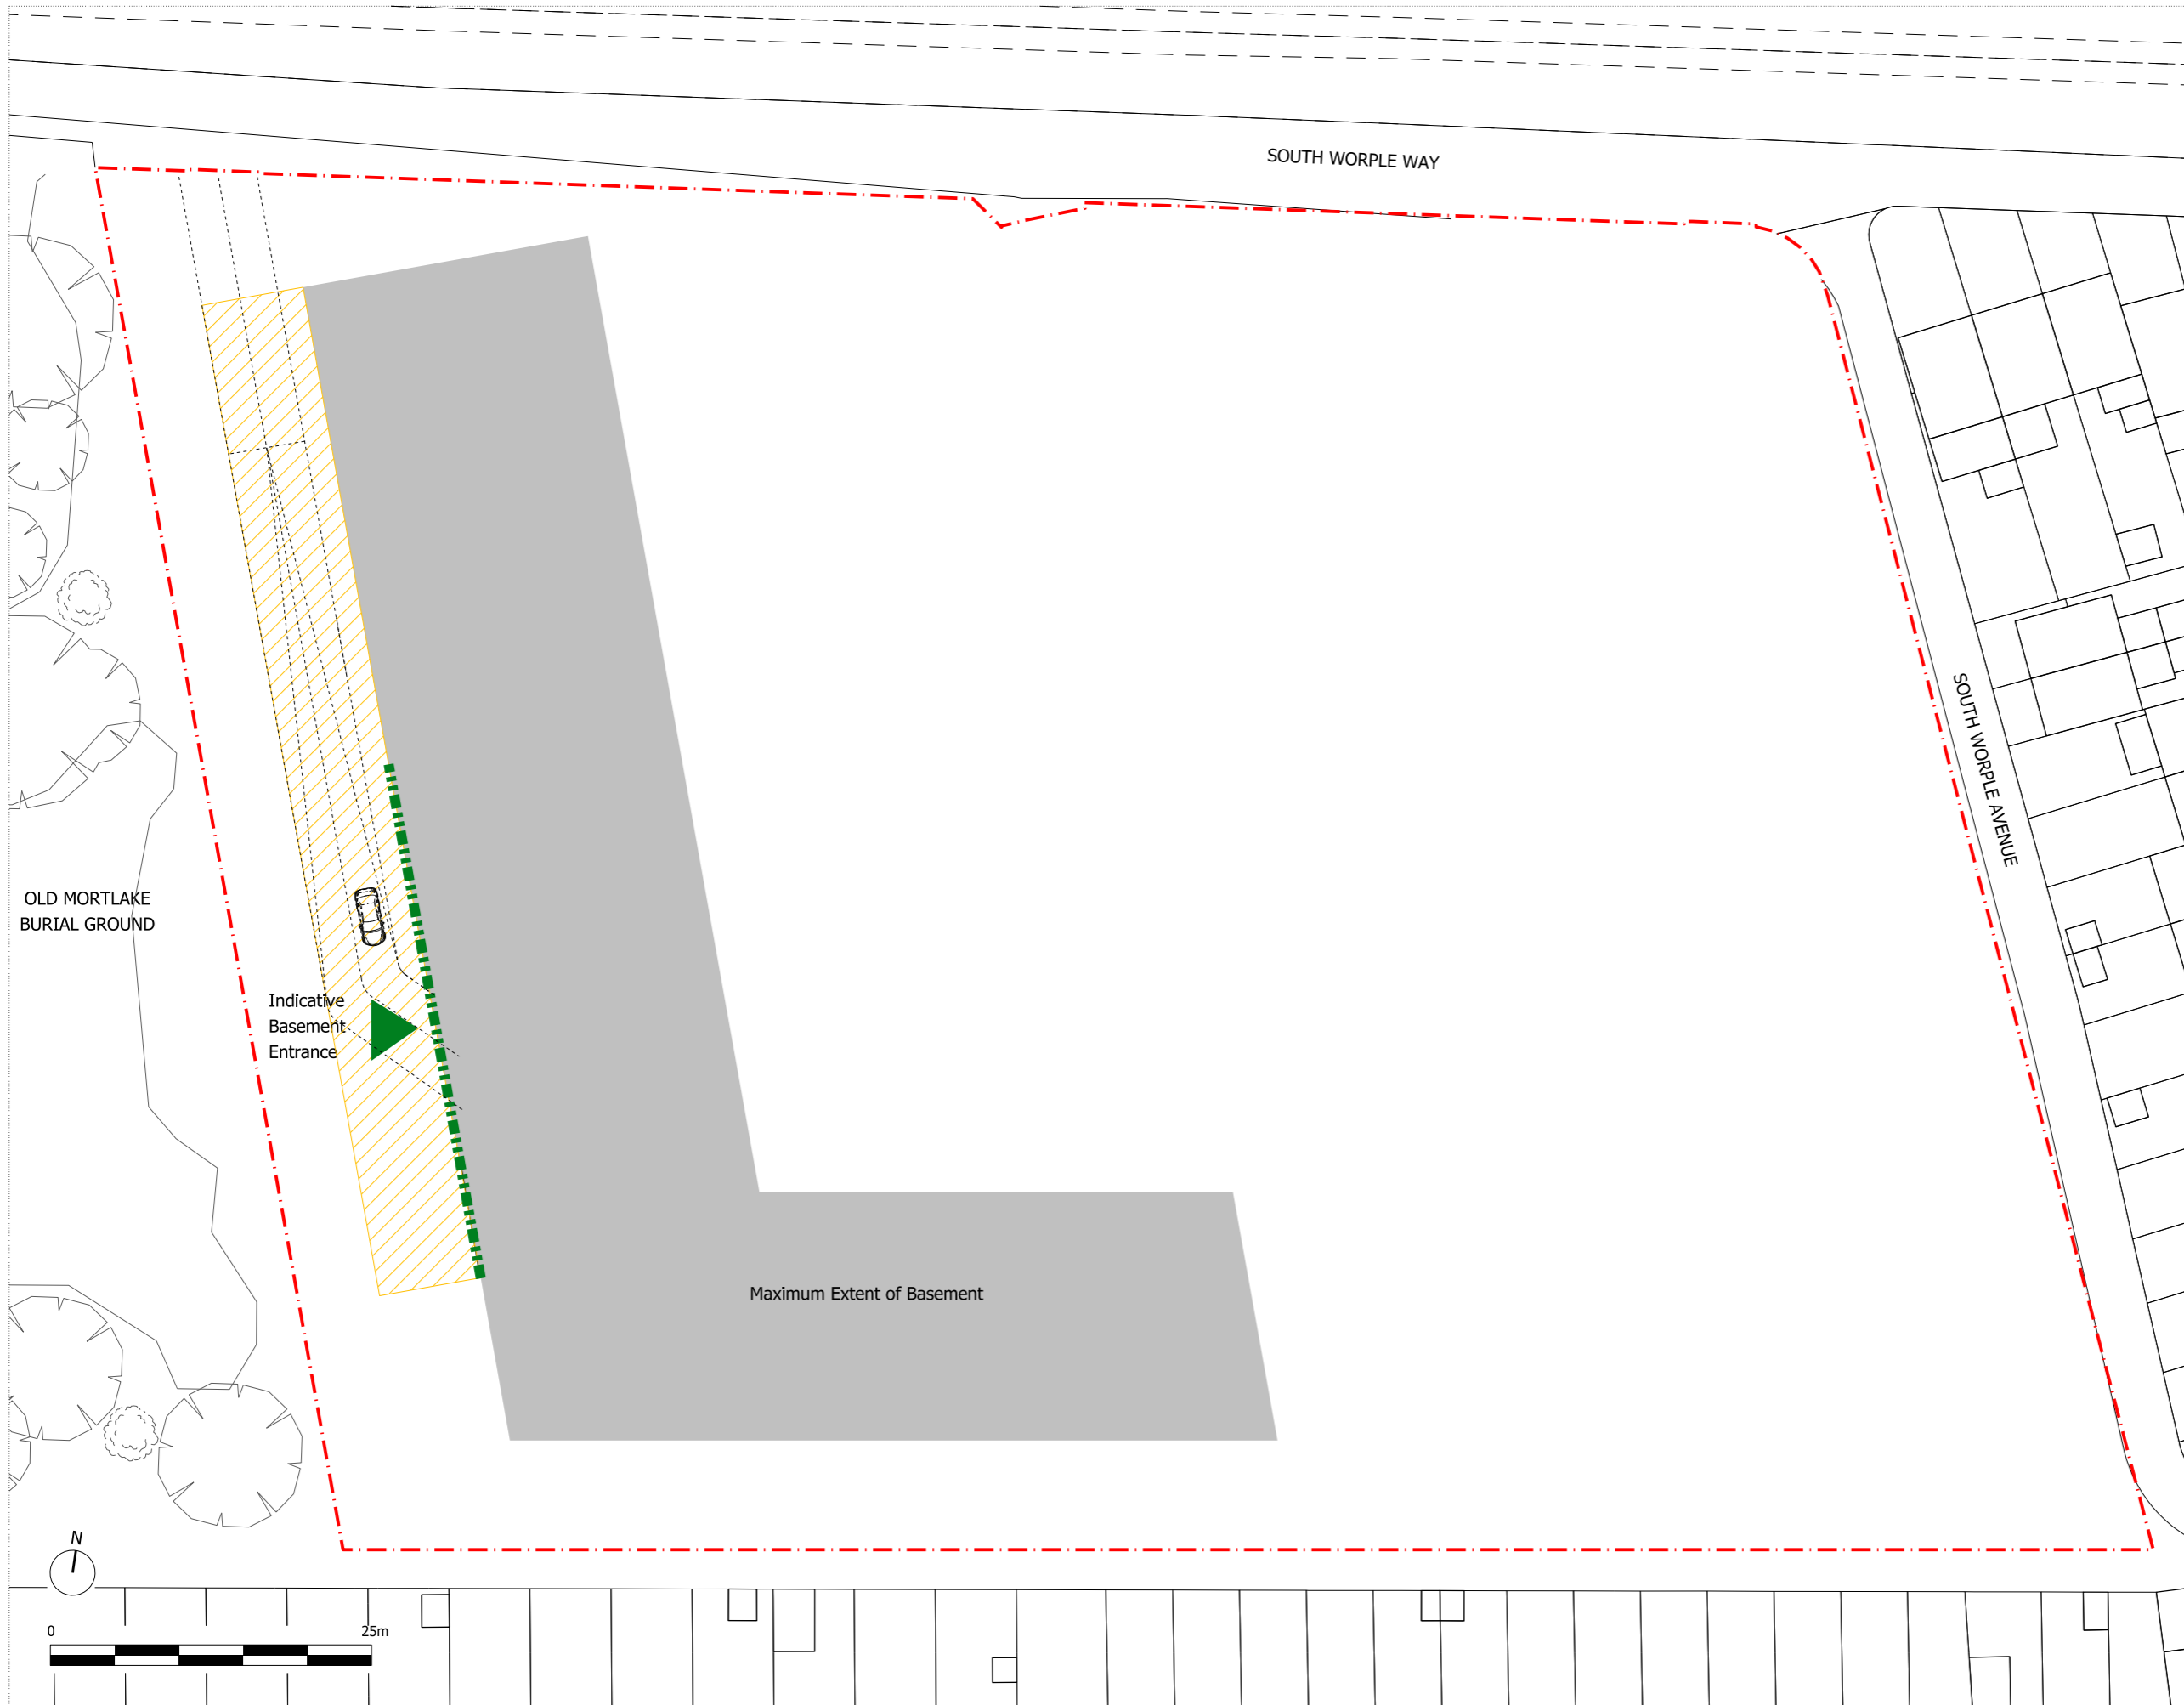 SOUTH WORPLE WAY
SOUTH WORPLE AVENUE
OLD MORTLAKE
BURIAL GROUND
Indicative
Basement
Entrance
Maximum Extent of Basement
N
0 25m